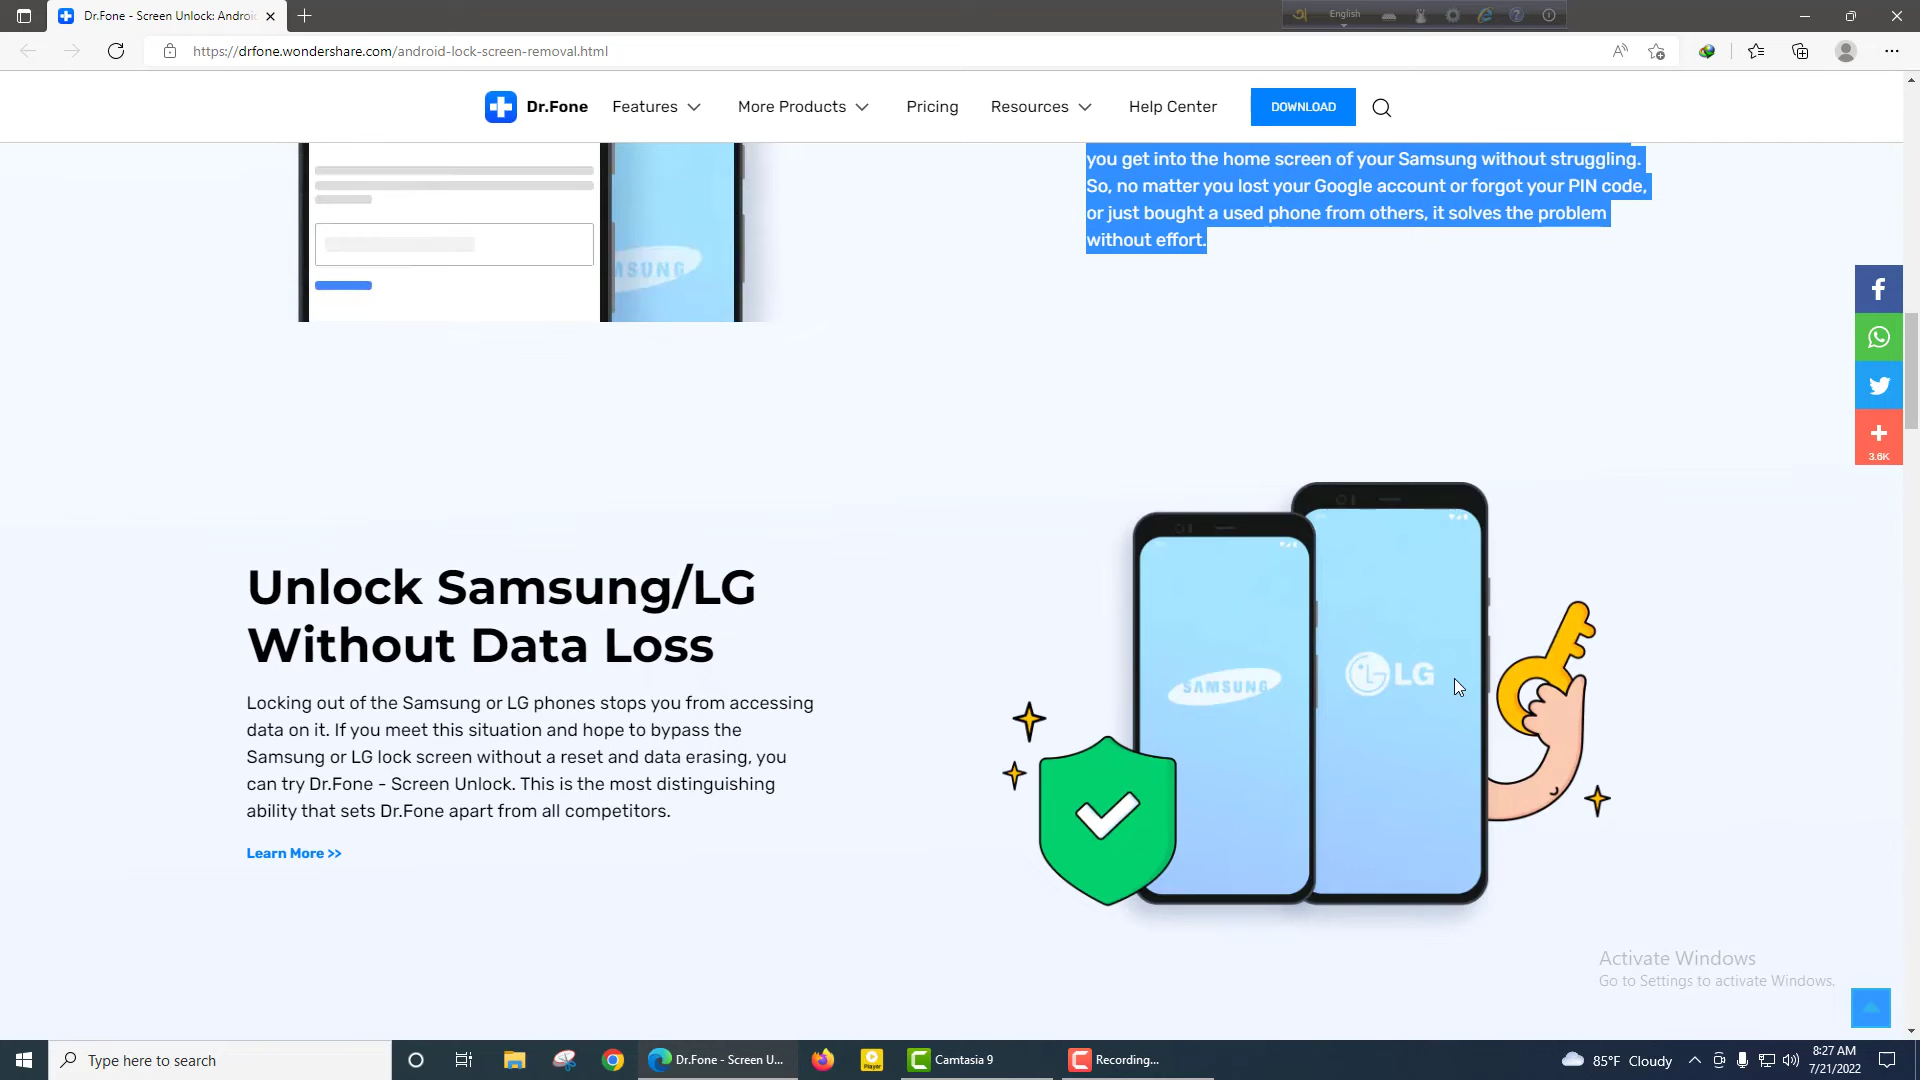 Dr.Fone - Screen Unlock: Androi
English
https://drfone.wondershare.com/android-lock-screen-removal.html
Dr.Fone
Features
More Products
Pricing
Resources
Help Center
DOWNLOAD
you get into the home screen of your Samsung without struggling.
So, no matter you lost your Google account or forgot your PIN code,
or just bought a used phone from others, it solves the problem
without effort.
SUNG
3.6K
Unlock Samsung/LG
Without Data Loss
Locking out of the Samsung or LG phones stops you from accessing
data on it. If you meet this situation and hope to bypass the
Samsung or LG lock screen without a reset and data erasing, you
can try Dr.Fone - Screen Unlock. This is the most distinguishing
ability that sets Dr.Fone apart from all competitors.
Learn More >>
SAMSUNG
LG
Activate Windows
Go to Settings to activate Windows.
Type here to search
Dr.Fone - Screen U...
Player
Camtasia 9
Recording...
85°F Cloudy
8:27 AM
7/21/2022